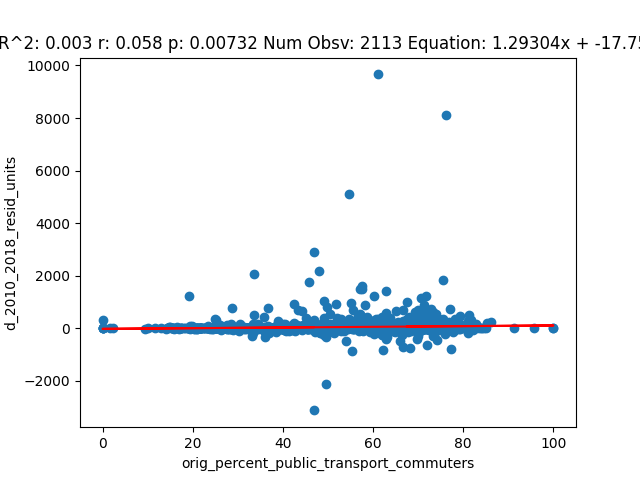 R^2: 0.003 r: 0.058 p: 0.00732 Num Obsv: 2113 Equation: 1.29304x + -17.75
10000
8000
6000
4000
2000
0
−2000
d_2010_2018_resid_units
0 20 40 60 80 100
orig_percent_public_transport_commuters